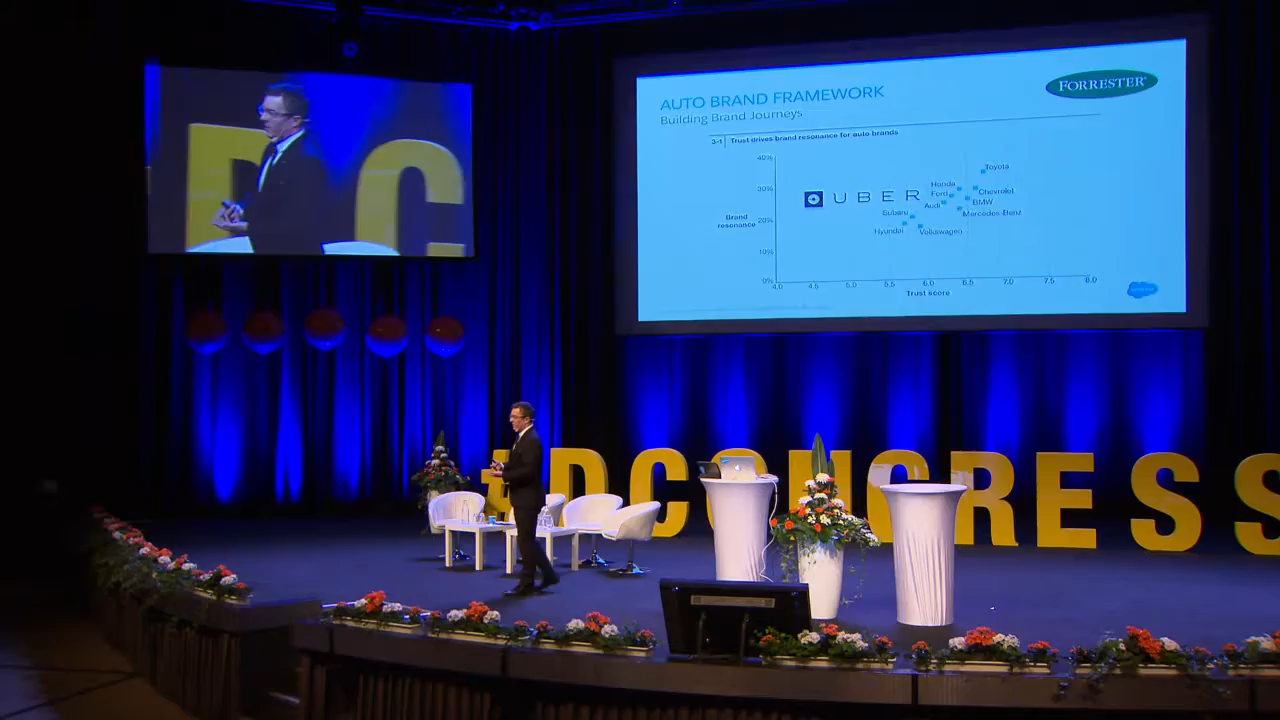 DC
AUTO BRAND FRAMEWORK
Building Brand Journeys
FORRESTER
3-1 Trust drives brand resonance for auto brands
40%
30%
20%
10%
0%
Brand resonance
UBER
Toyota
Honda
Chevrolet
Ford
BMW
Audi
Mercedes-Benz
Subaru
Hyundai
Volkswagen
4.0 4.5 5.0 5.5 6.0 6.5 7.0 7.5 8.0
Trust score
#DCONGRESS